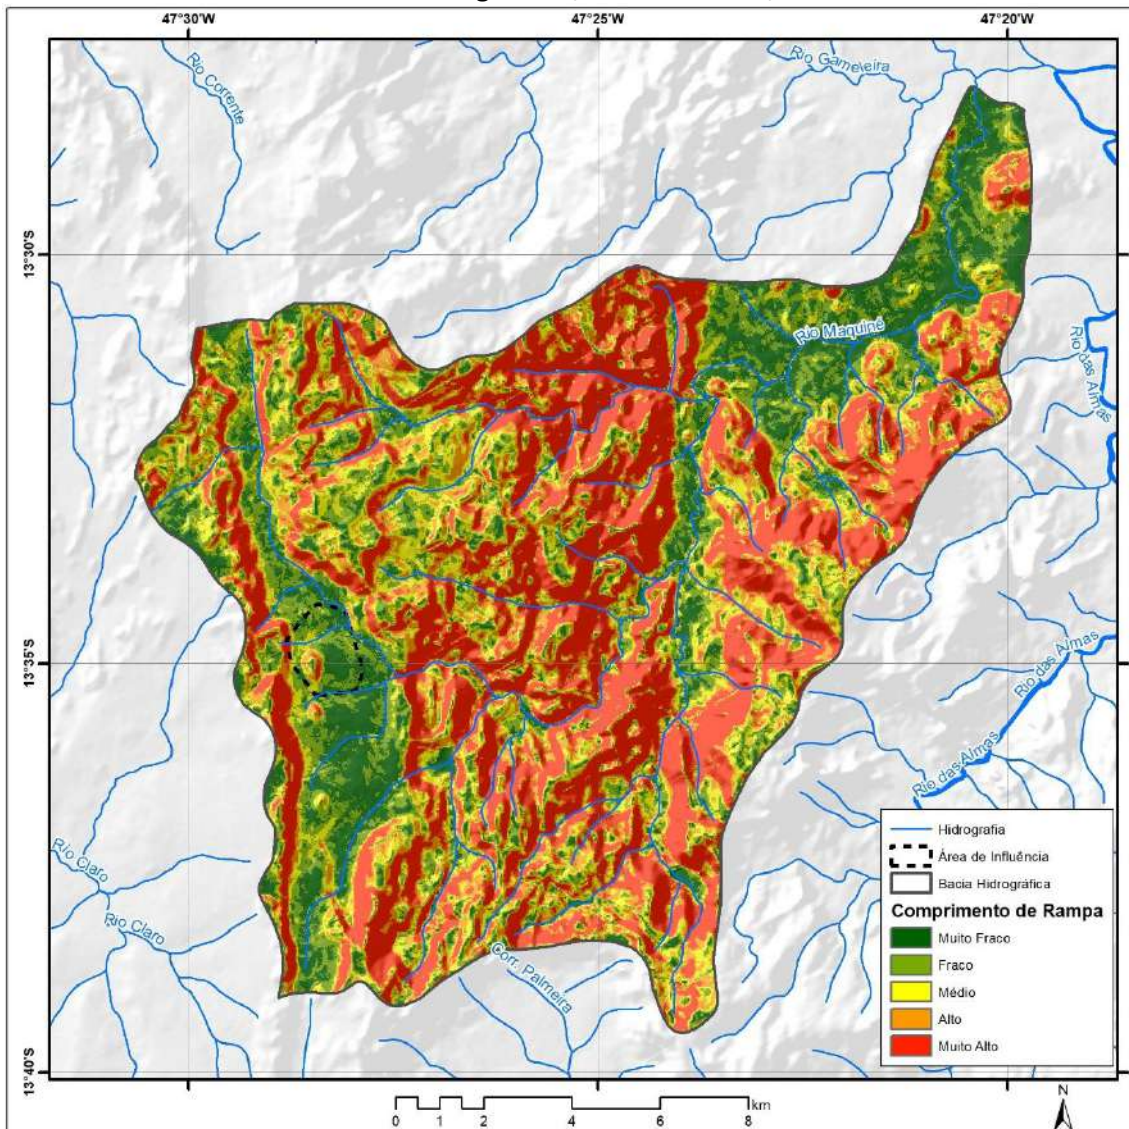 47°30'W
47°25'W
47°20'W
Rio Corrente
Rio Gameleira
13°30'S
Rio Maquiné
Rio das Almas
13°35'S
Rio das Almas
Rio das Almas
Rio Claro
Rio Claro
Corr. Palmeira
Hidrografia
Área de Influência
Bacia Hidrográfica
Comprimento de Rampa
Muito Fraco
Fraco
Médio
Alto
Muito Alto
13°40'S
0 1 2 4 6 8 km
N